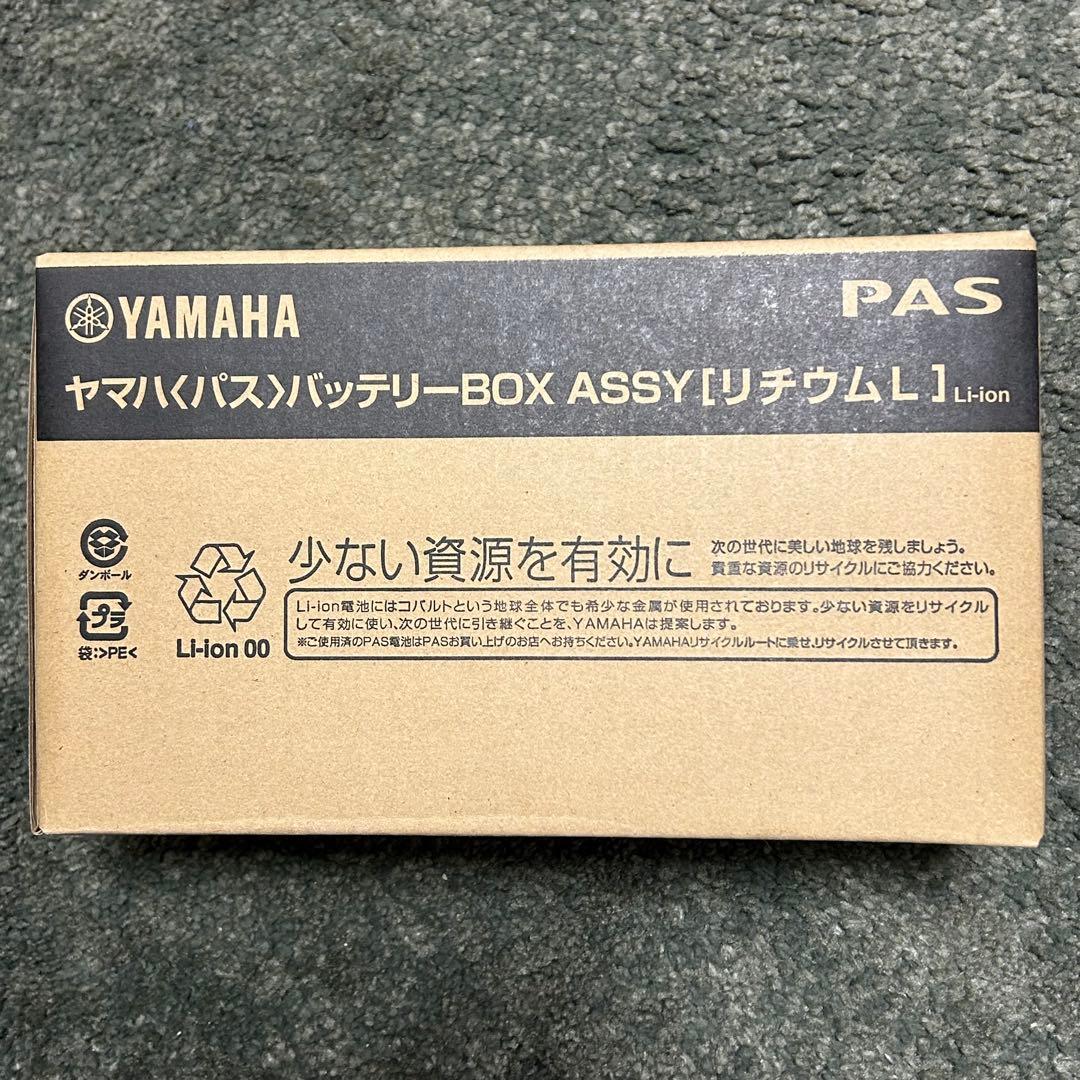 YAMAHA
PAS
ヤマハ〈パス〉バッテリーBOX ASSY[リチウムL] Li-ion
ダンボール
プラ
袋:>PE<
Li-ion 00
少ない資源を有効に
次の世代に美しい地球を残しましょう。
貴重な資源のリサイクルにご協力ください。
Li-ion電池にはコバルトという地球全体でも希少な金属が使用されております。少ない資源をリサイクル
して有効に使い、次の世代に引き継ぐことを、YAMAHAは提案します。
※ご使用済のPAS電池はPASお買い上げのお店へお持ちください。YAMAHAリサイクルルートに乗せ、リサイクルさせて頂きます。